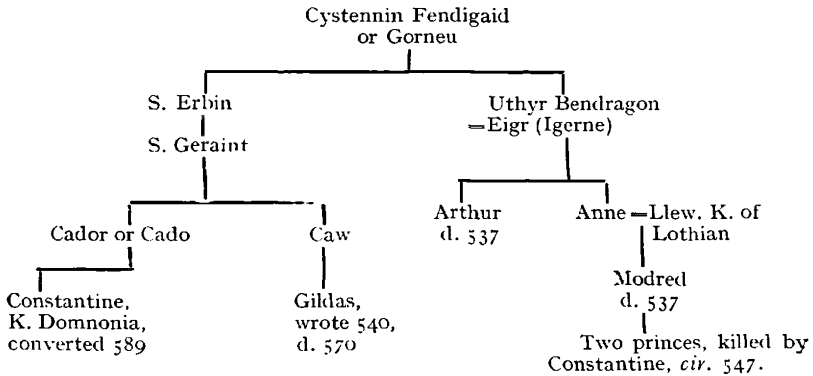 Cystennin Fendigaid
or Gorneu
S. Erbin
S. Geraint
Uthyr Bendragon
=Eigr (Igerne)
Cador or Cado
Caw
Arthur
d. 537
Anne=Llew. K. of
Lothian
Modred
d. 537
Constantine,
K. Domnonia,
converted 589
Gildas,
wrote 540,
d. 570
Two princes, killed by
Constantine, cir. 547.